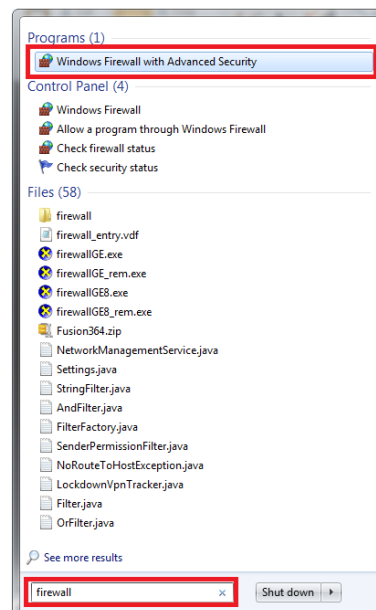 Programs (1)
Windows Firewall with Advanced Security
Control Panel (4)
Windows Firewall
Allow a program through Windows Firewall
Check firewall status
Check security status
Files (58)
firewall
firewall_entry.vdf
firewallGE.exe
firewallGE_rem.exe
firewallGE8.exe
firewallGE8_rem.exe
Fusion364.zip
NetworkManagementService.java
Settings.java
StringFilter.java
AndFilter.java
FilterFactory.java
SenderPermissionFilter.java
NoRouteToHostException.java
LockdownVpnTracker.java
Filter.java
OrFilter.java
See more results
firewall
Shut down